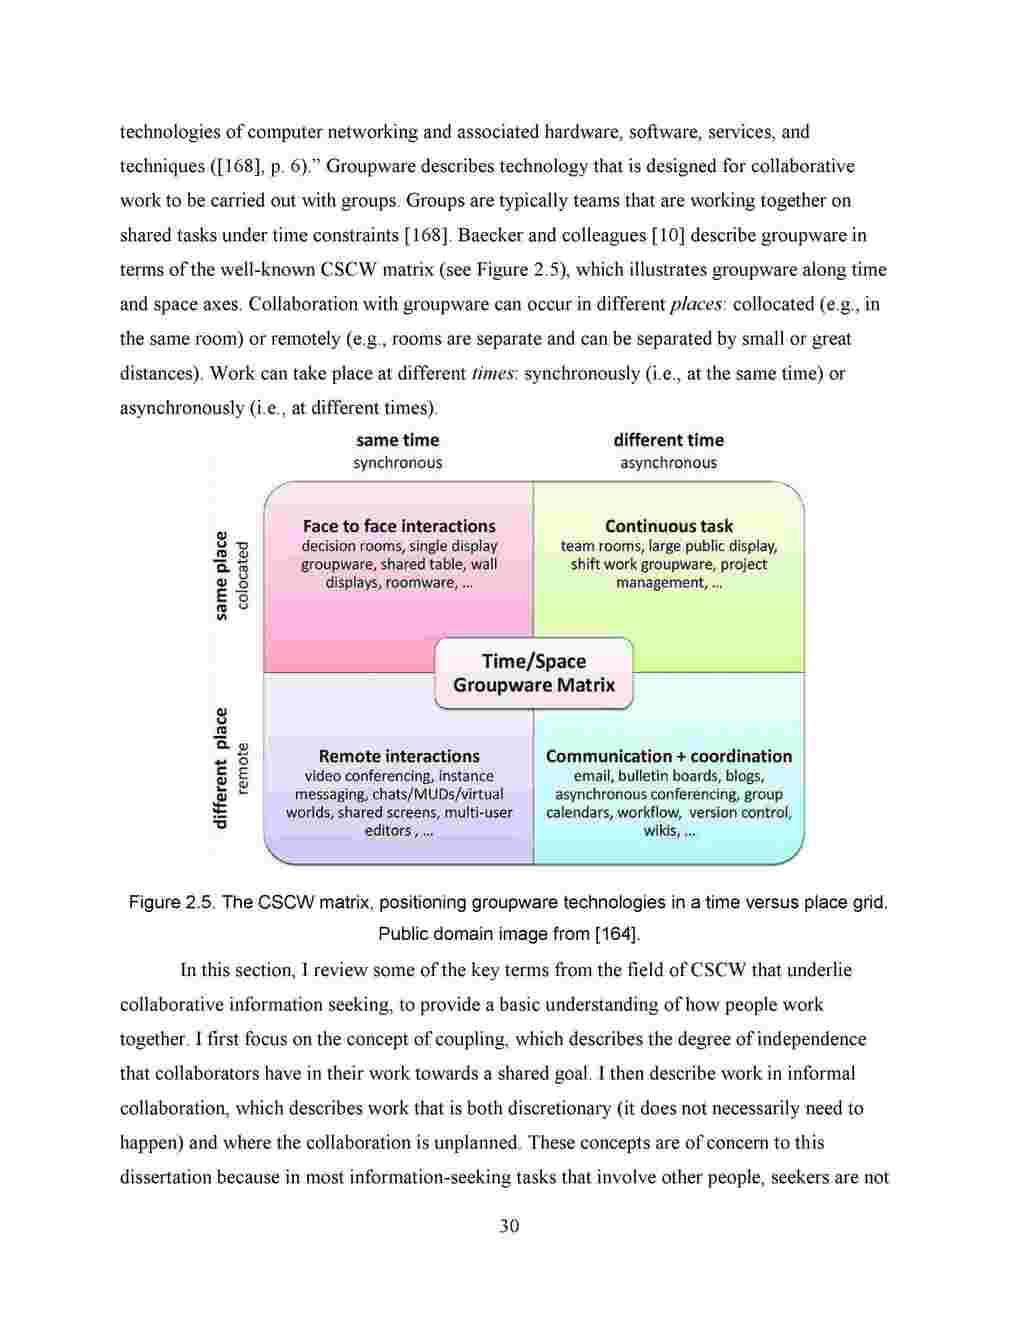 technologies of computer networking and associated hardware, software, services, and
techniques ([168], p. 6).” Groupware describes technology that is designed for collaborative
work to be carried out with groups. Groups are typically teams that are working together on
shared tasks under time constraints [168]. Baecker and colleagues [10] describe groupware in
terms of the well-known CSCW matrix (see Figure 2.5), which illustrates groupware along time
and space axes. Collaboration with groupware can occur in different places: collocated (e.g., in
the same room) or remotely (e.g., rooms are separate and can be separated by small or great
distances). Work can take place at different times: synchronously (i.e., at the same time) or
asynchronously (i.e., at different times).
same time
synchronous
different time
asynchronous
same place
colocated
Face to face interactions
decision rooms, single display
groupware, shared table, wall
displays, roomware, ...
Continuous task
team rooms, large public display,
shift work groupware, project
management, ...
Time/Space
Groupware Matrix
different place
remote
Remote interactions
video conferencing, instance
messaging, chats/MUDs/virtual
worlds, shared screens, multi-user
editors , ...
Communication + coordination
email, bulletin boards, blogs,
asynchronous conferencing, group
calendars, workflow, version control,
wikis, ...
Figure 2.5. The CSCW matrix, positioning groupware technologies in a time versus place grid.
Public domain image from [164].
In this section, I review some of the key terms from the field of CSCW that underlie
collaborative information seeking, to provide a basic understanding of how people work
together. I first focus on the concept of coupling, which describes the degree of independence
that collaborators have in their work towards a shared goal. I then describe work in informal
collaboration, which describes work that is both discretionary (it does not necessarily need to
happen) and where the collaboration is unplanned. These concepts are of concern to this
dissertation because in most information-seeking tasks that involve other people, seekers are not
30